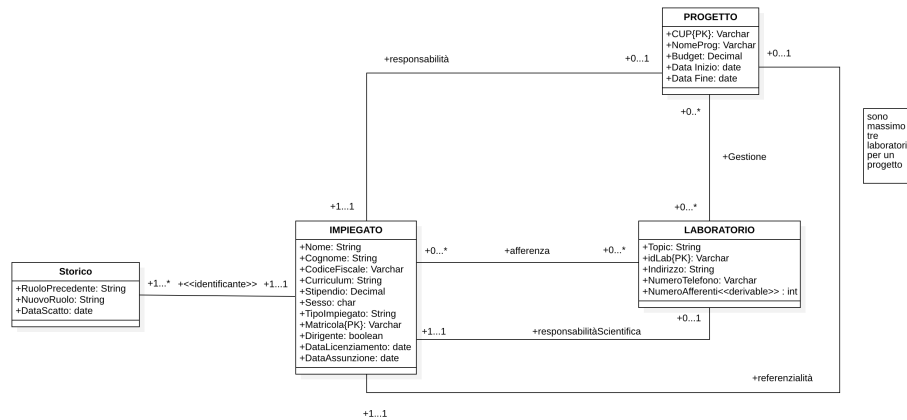 PROGETTO
+CUP{PK}: Varchar
+NomeProg: Varchar
+Budget: Decimal
+Data Inizio: date
+Data Fine: date
+responsabilità
+0...1
+0...1
+0..*
sono
massimo
tre
laboratori
per un
progetto
+Gestione
+1...1
+0...*
IMPIEGATO
+Nome: String
+Cognome: String
+CodiceFiscale: Varchar
+Curriculum: String
+Stipendio: Decimal
+Sesso: char
+TipoImpiegato: String
+Matricola{PK}: Varchar
+Dirigente: boolean
+DataLicenziamento: date
+DataAssunzione: date
+0...*
+afferenza
+0...*
LABORATORIO
+Topic: String
+idLab{PK}: Varchar
+Indirizzo: String
+NumeroTelefono: Varchar
+NumeroAfferenti<<derivable>> : int
Storico
+RuoloPrecedente: String
+NuovoRuolo: String
+DataScatto: date
+1...*
+<<identificante>>
+1...1
+1...1
+responsabilitàScientifica
+0...1
+referenzialità
+1...1